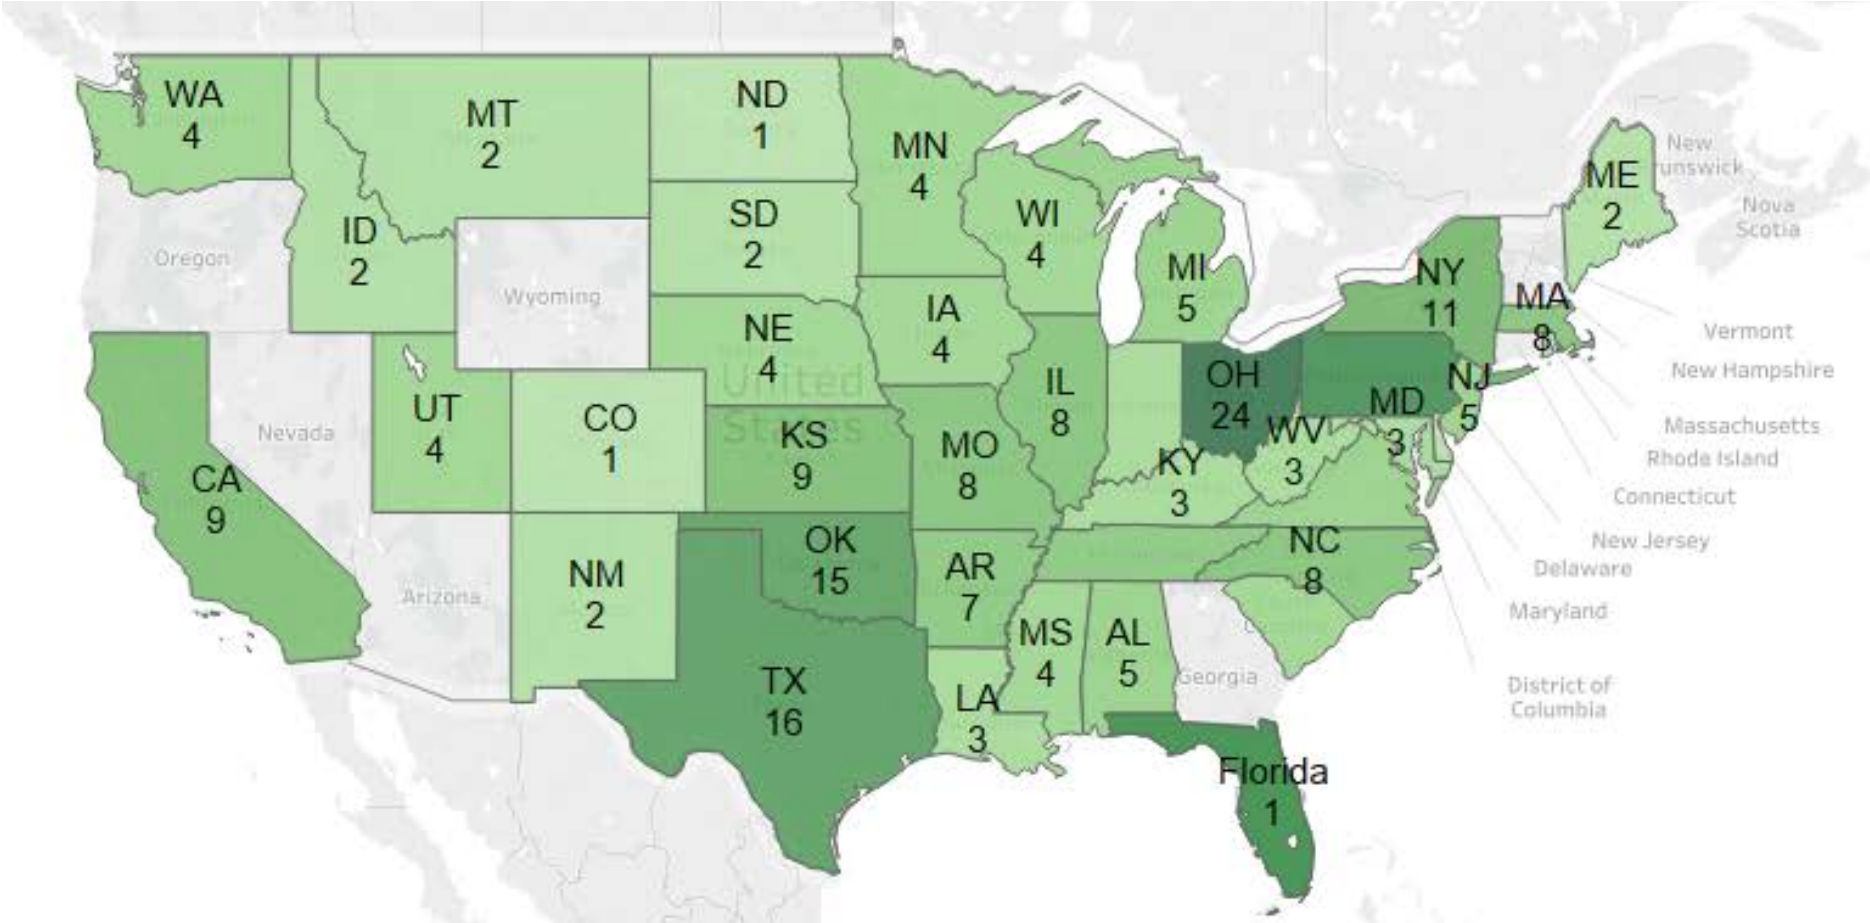 WA
4
MT
2
ND
1
MN
4
ME
2
New
runswick
Nova
Scotia
Oregon
ID
2
Wyoming
SD
2
WI
4
MI
5
NY
11
MA
8
Vermont
New Hampshire
Massachusetts
Rhode Island
Connecticut
New Jersey
Delaware
Maryland
District of
Columbia
NE
4
IA
4
United
States
Nevada
UT
4
CO
1
KS
9
MO
8
IL
8
OH
24
WV
3
MD
3
NJ
5
KY
3
CA
9
Arizona
NM
2
OK
15
AR
7
NC
8
TX
16
LA
3
MS
4
AL
5
Georgia
Florida
1